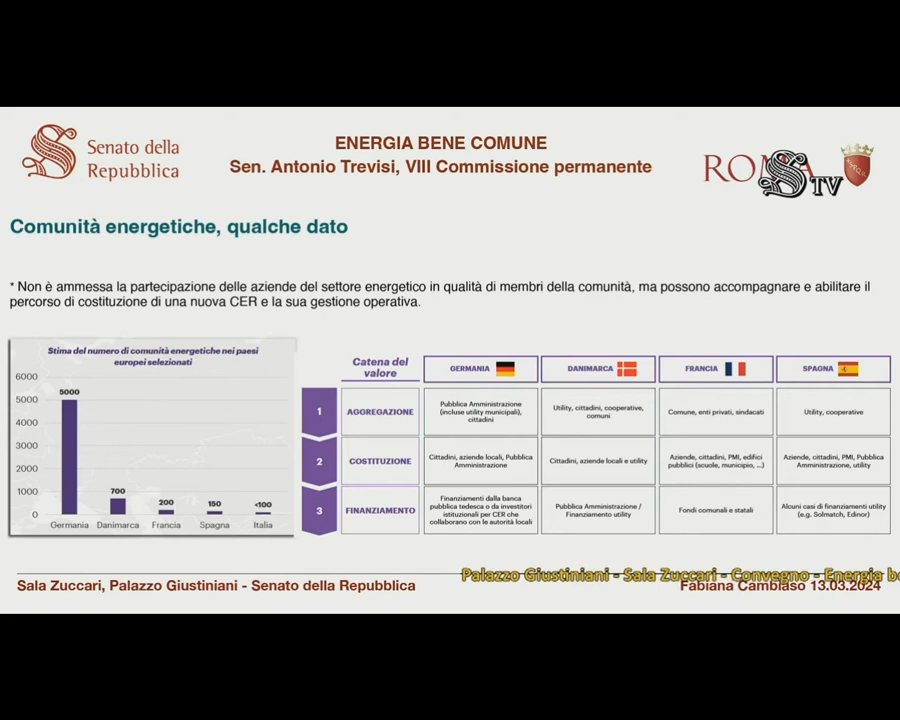 Senato della
Repubblica
ENERGIA BENE COMUNE
Sen. Antonio Trevisi, VIII Commissione permanente
ROMA
S TV
Comunità energetiche, qualche dato
* Non è ammessa la partecipazione delle aziende del settore energetico in qualità di membri della comunità, ma possono accompagnare e abilitare il
percorso di costituzione di una nuova CER e la sua gestione operativa.
Stima del numero di comunità energetiche nei paesi
europei selezionati
6000
5000
4000
3000
2000
1000
0
5000
700
200
150
<100
Germania Danimarca Francia Spagna Italia
Catena del
valore
GERMANIA
DANIMARCA
FRANCIA
SPAGNA
1
AGGREGAZIONE
Pubblica Amministrazione
(incluse utility municipali),
cittadini
Utility, cittadini, cooperative,
comuni
Comune, enti privati, sindacati
Utility, cooperative
2
COSTITUZIONE
Cittadini, aziende locali, Pubblica
Amministrazione
Cittadini, aziende locali e utility
Aziende, cittadini, PMI, edifici
pubblici (scuole, municipio, ...)
Aziende, cittadini, PMI, Pubblica
Amministrazione, utility
3
FINANZIAMENTO
Finanziamenti dalla banca
pubblica tedesca o da investitori
istituzionali per CER che
collaborano con le autorità locali
Pubblica Amministrazione /
Finanziamento utility
Fondi comunali e statali
Alcuni casi di finanziamenti utility
(e.g. Solmatch, Edinor)
Palazzo Giustiniani - Sala Zuccari - Convegno - Energia be
Sala Zuccari, Palazzo Giustiniani - Senato della Repubblica
Fabiana Cambiaso 13.03.2024